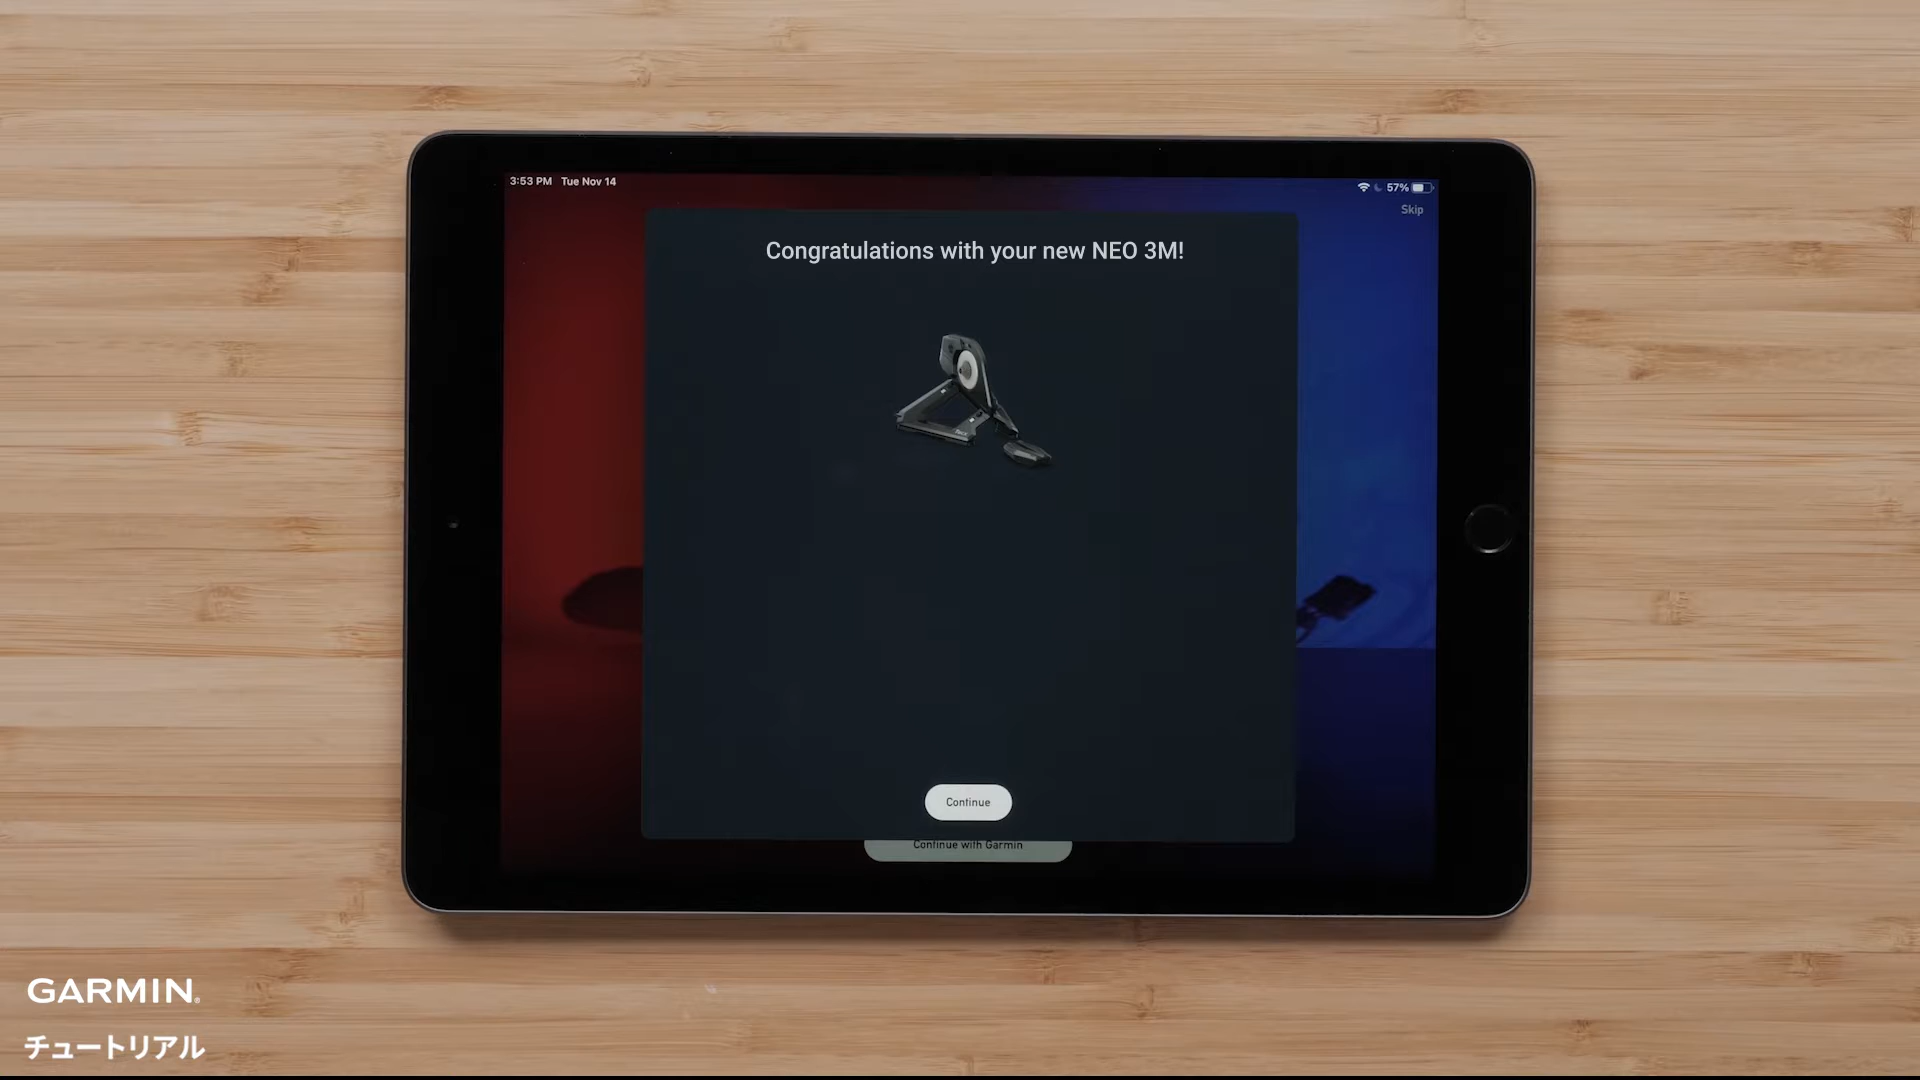 3:53 PM Tue Nov 14
57%
Skip
Congratulations with your new NEO 3M!
Continue
Continue with Garmin
GARMIN
チュートリアル